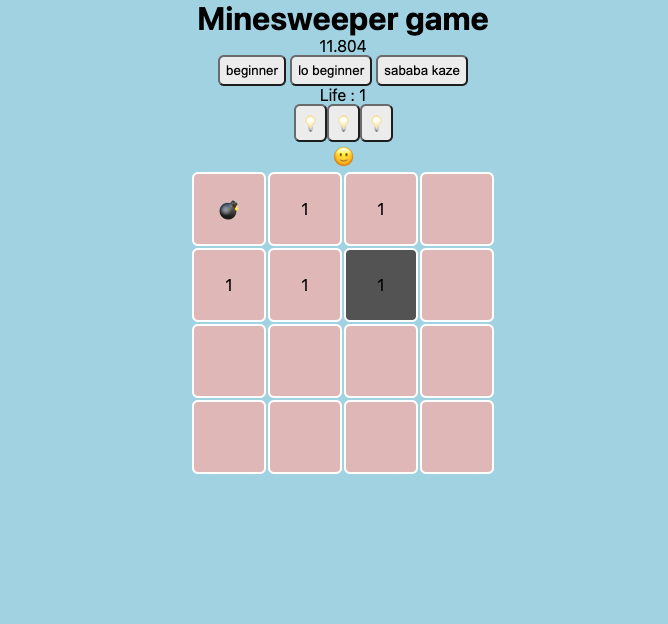 Minesweeper game
11.804
beginner lo beginner sababa kaze
Life : 1
1 1
1 1 1